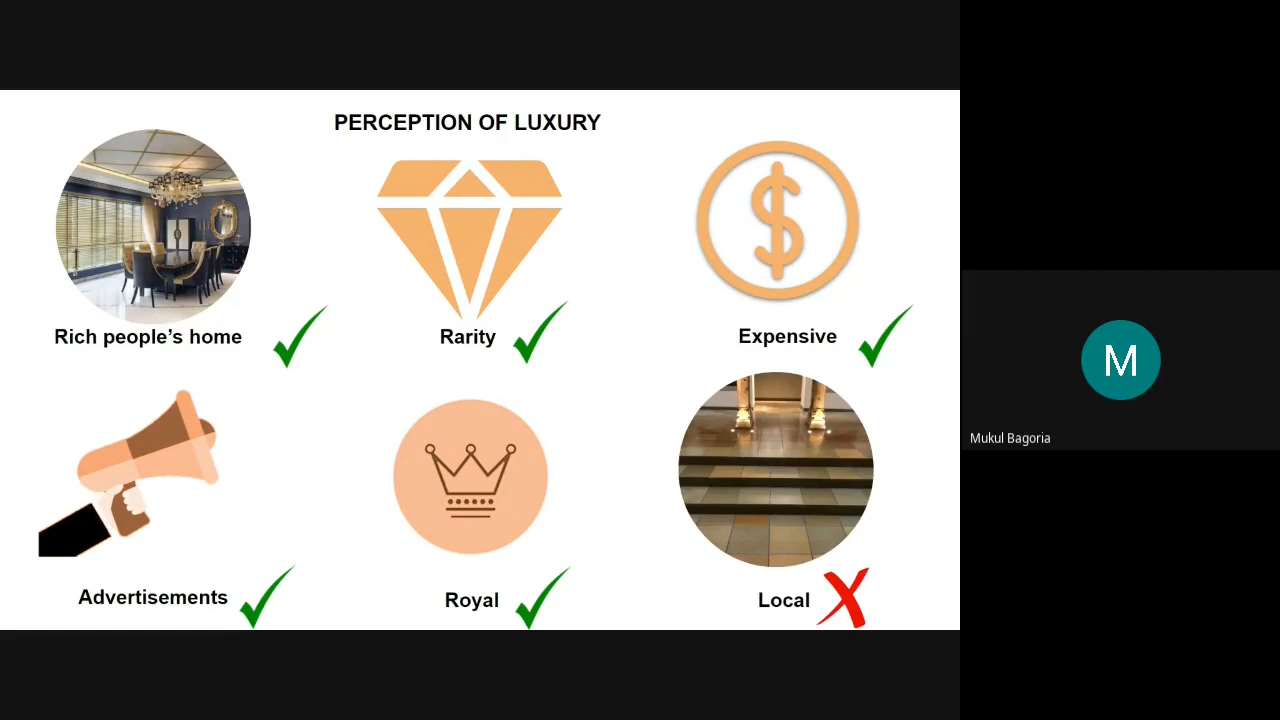 PERCEPTION OF LUXURY
Rich people’s home
Rarity
Expensive
Advertisements
Royal
Local
M
Mukul Bagoria